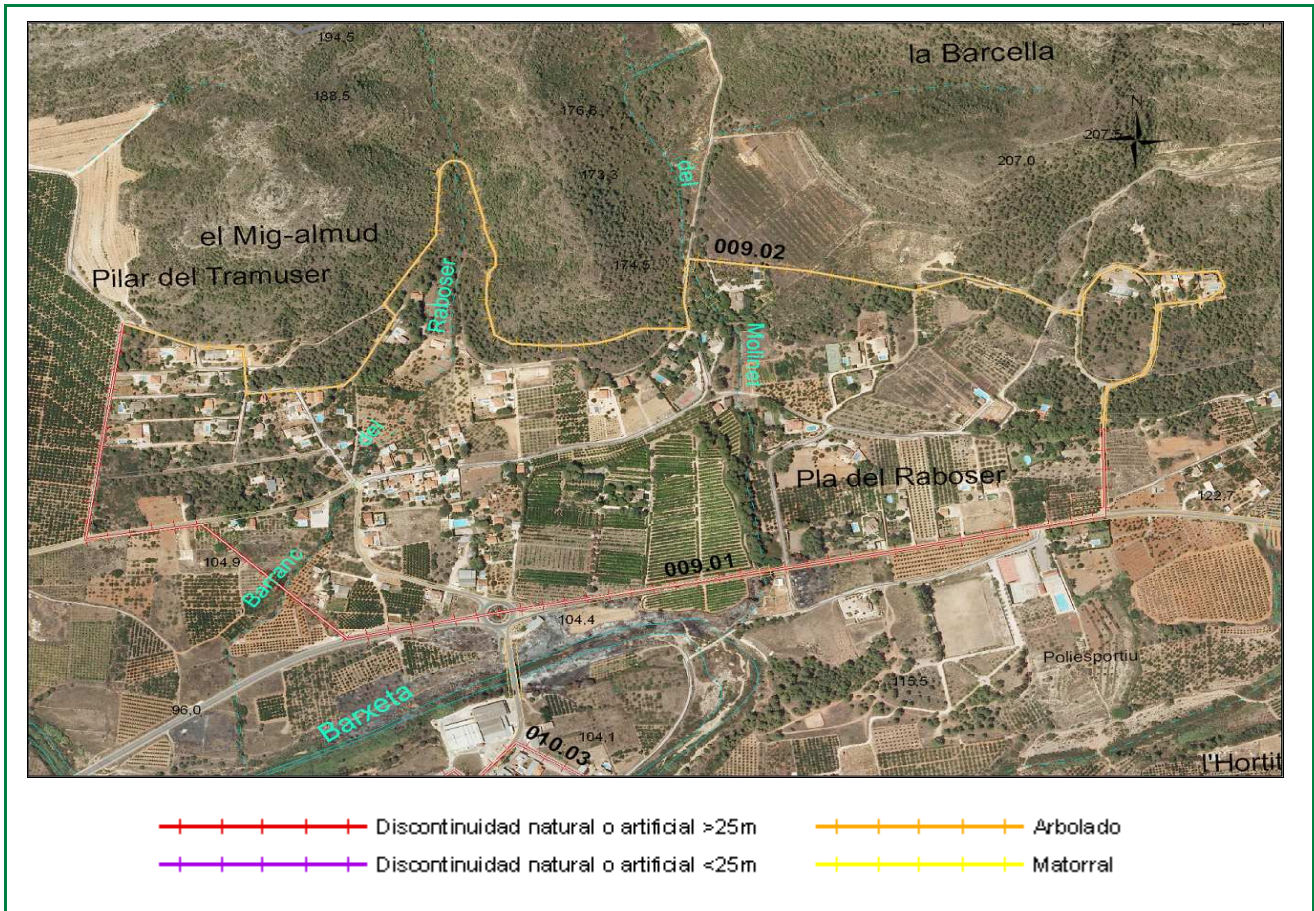 194,5
la Barcella
188,5
176,6
N
207,5
207,0
173,3
del
el Mig-almud
009.02
174,5
Pilar del Tramuser
Raboser
Molinet
del
Pla del Raboser
122,7
009.01
104,9
Barranc
104,4
Poliesportiu
115,5
96,0
Barxeta
010.03
104,1
l'Hortit
Discontinuidad natural o artificial >25m
Arbolado
Discontinuidad natural o artificial <25m
Matorral